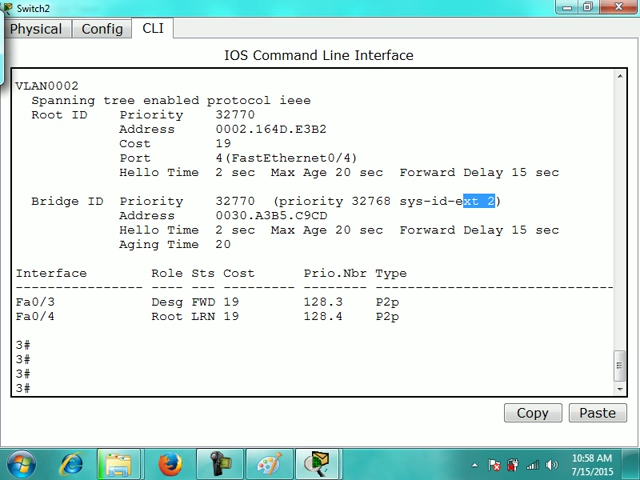 Switch2
Physical Config CLI
IOS Command Line Interface
VLAN0002
Spanning tree enabled protocol ieee
Root ID Priority 32770
Address 0002.164D.E3B2
Cost 19
Port 4(FastEthernet0/4)
Hello Time 2 sec Max Age 20 sec Forward Delay 15 sec
Bridge ID Priority 32770 (priority 32768 sys-id-ext 2)
Address 0030.A3B5.C9CD
Hello Time 2 sec Max Age 20 sec Forward Delay 15 sec
Aging Time 20
Interface Role Sts Cost Prio.Nbr Type
---------------- ---- --- --------- -------- --------------------------------
Fa0/3 Desg FWD 19 128.3 P2p
Fa0/4 Root LRN 19 128.4 P2p
3#
3#
3#
3#
Copy Paste
10:58 AM
7/15/2015